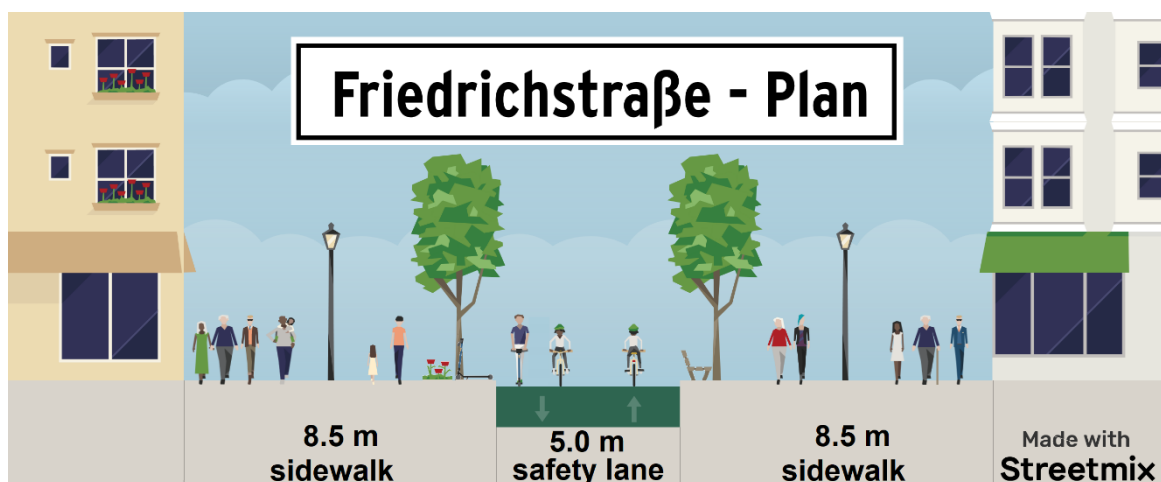 Friedrichstraße - Plan
8.5 m
sidewalk
5.0 m
safety lane
8.5 m
sidewalk
Made with
Streetmix